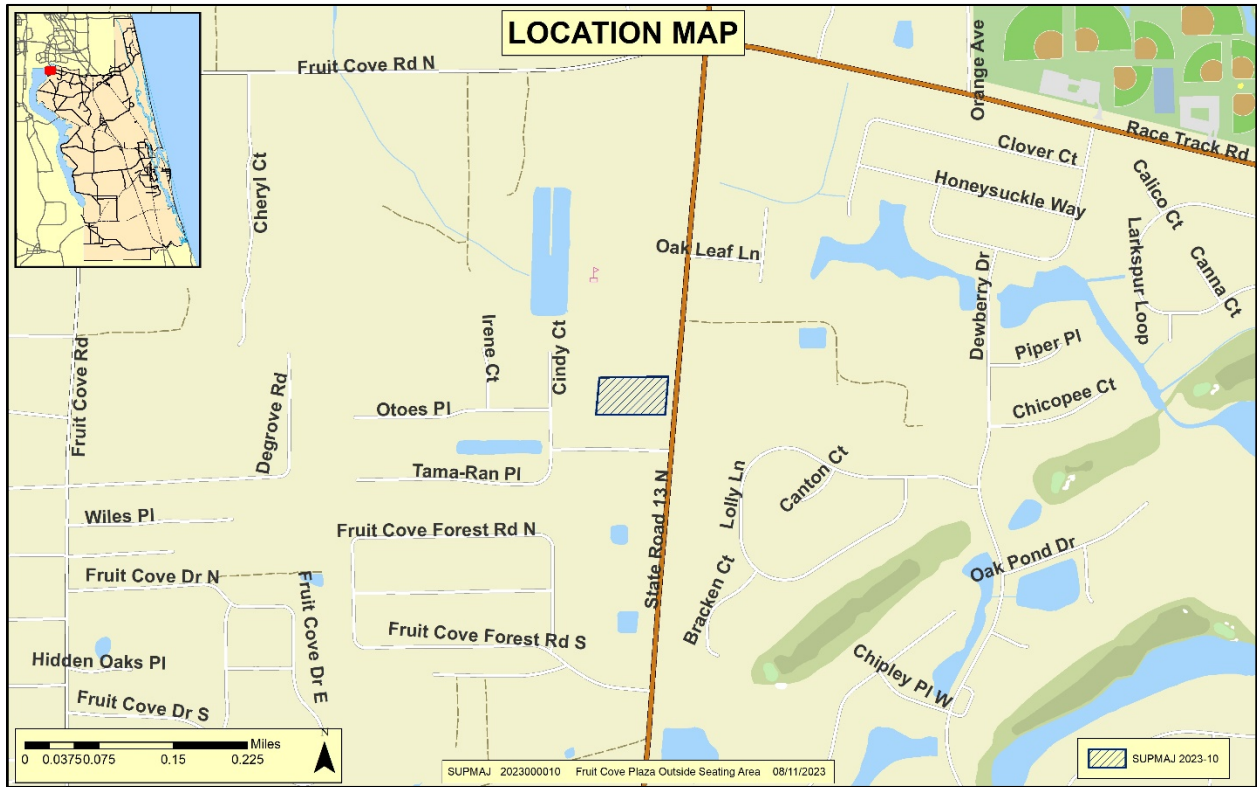 LOCATION MAP
Fruit Cove Rd N
Orange Ave
Race Track Rd
Clover Ct
Honeysuckle Way
Calico Ct
Larkspur Loop
Canna Ct
Cheryl Ct
Oak Leaf Ln
Dewberry Dr
Piper Pl
Chicopee Ct
Irene Ct
Cindy Ct
Fruit Cove Rd
Degrove Rd
Otoes Pl
Tama-Ran Pl
Lolly Ln
Canton Ct
Wiles Pl
Fruit Cove Forest Rd N
State Road 13 N
Oak Pond Dr
Bracken Ct
Fruit Cove Dr N
Fruit Cove Dr E
Fruit Cove Forest Rd S
Hidden Oaks Pl
Chipley Pl W
Fruit Cove Dr S
Miles
0 0.0375 0.075 0.15 0.225
N
SUPMAJ 2023000010 Fruit Cove Plaza Outside Seating Area 08/11/2023
SUPMAJ 2023-10